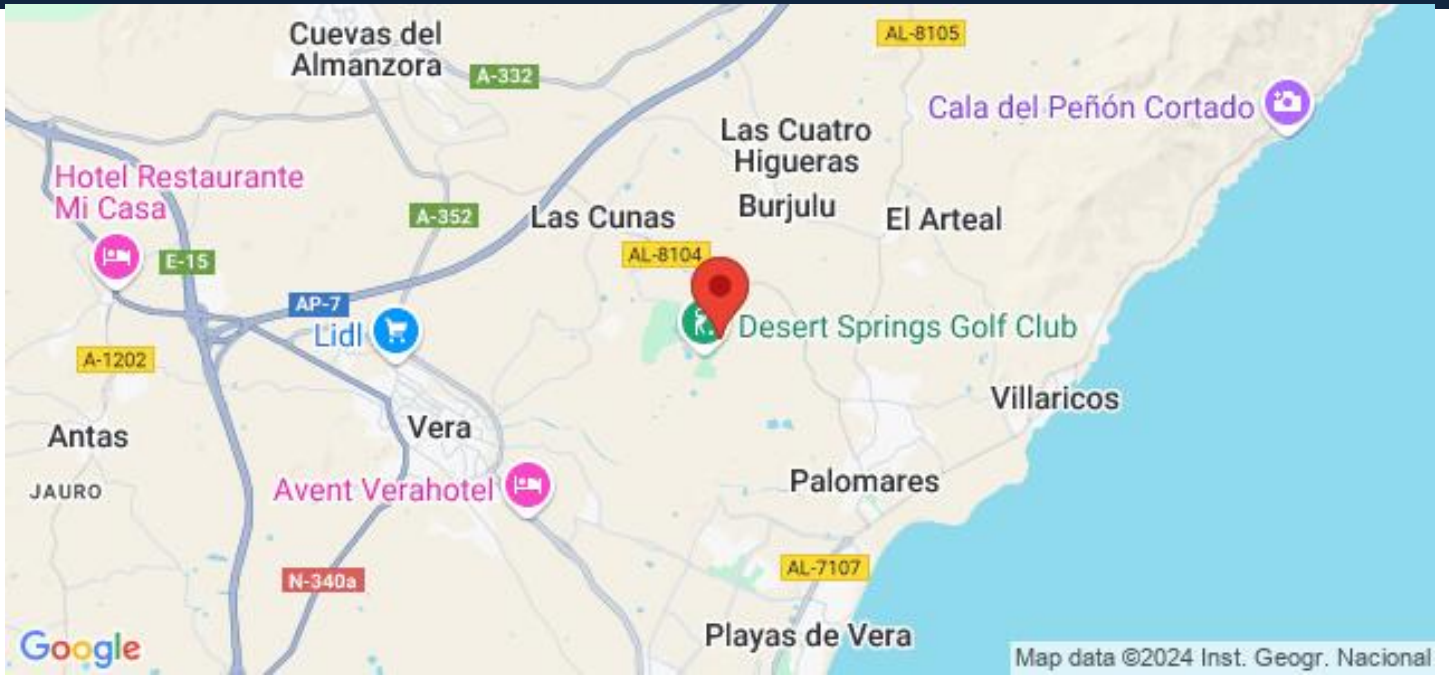 Cuevas del
Almanzora
A-332
AL-8105
Cala del Peñón Cortado
Las Cuatro
Higueras
Hotel Restaurante
Mi Casa
A-352
Las Cunas
Burjulu
El Arteal
AL-8104
E-15
AP-7
Lidl
Desert Springs Golf Club
A-1202
Villaricos
Antas
Vera
JAURO
Avent Verahotel
Palomares
AL-7107
N-340a
Playas de Vera
Google
Map data ©2024 Inst. Geogr. Nacional